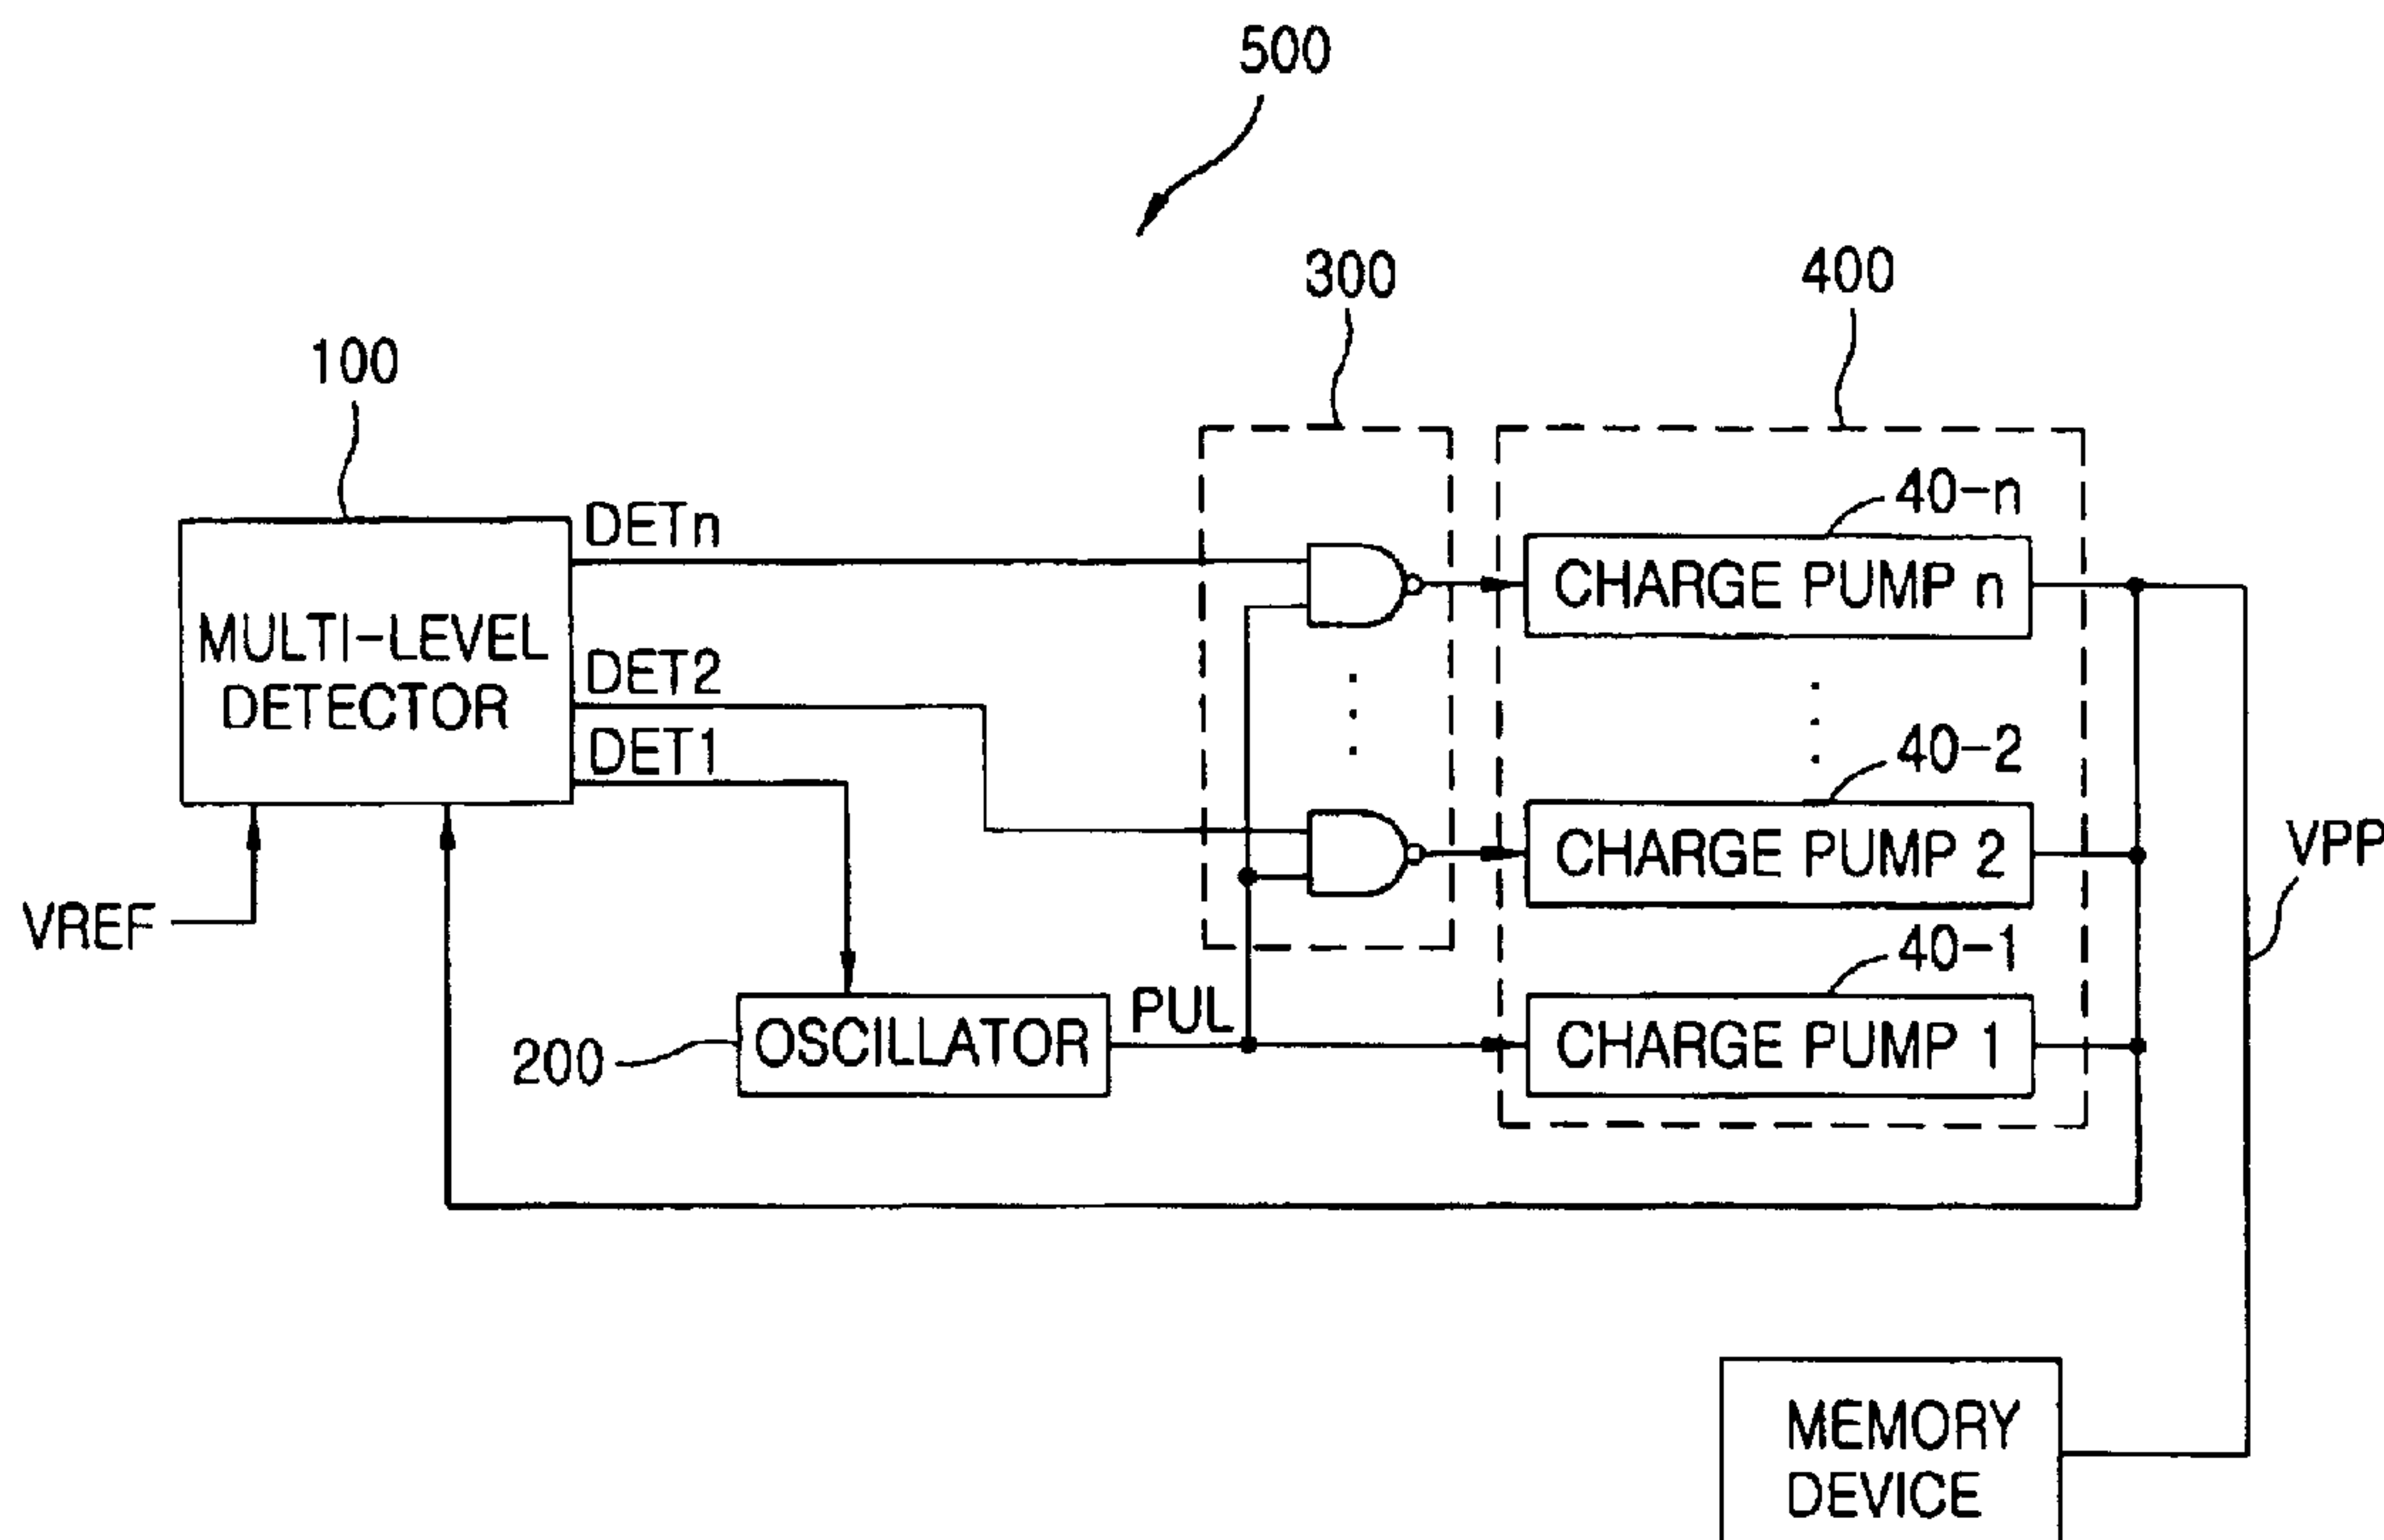 500
300
400
100
40-n
DETn
CHARGE PUMP n
MULTI-LEVEL
DETECTOR
DET2
DET1
40-2
CHARGE PUMP 2
VPP
VREF
40-1
PUL
200
OSCILLATOR
CHARGE PUMP 1
MEMORY
DEVICE